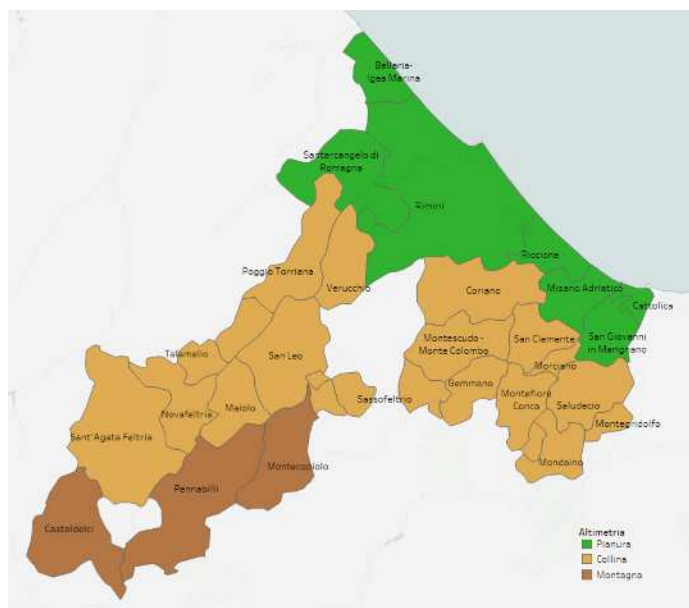 Bellaria-
Igea Marina
Santarcangelo di
Romagna
Rimini
Riccione
Poggio Torriana
Verucchio
Coriano
Misano Adriatico
Cattolica
Montescudo -
Monte Colombo
San Clemente
San Giovanni
in Marignano
Talamello
San Leo
Morciano
Gemmano
Montefiore
Conca
Saludecio
Sassofeltrio
Maiolo
Novafeltria
Montegridolfo
Sant'Agata Feltria
Mondaino
Montecopiolo
Pennabilli
Casteldelci
Altimetria
Pianura
Collina
Montagna